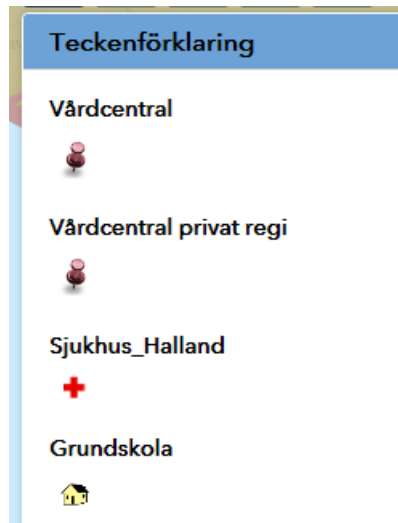 Teckenförklaring
Vårdcentral
Vårdcentral privat regi
Sjukhus_Halland
Grundskola